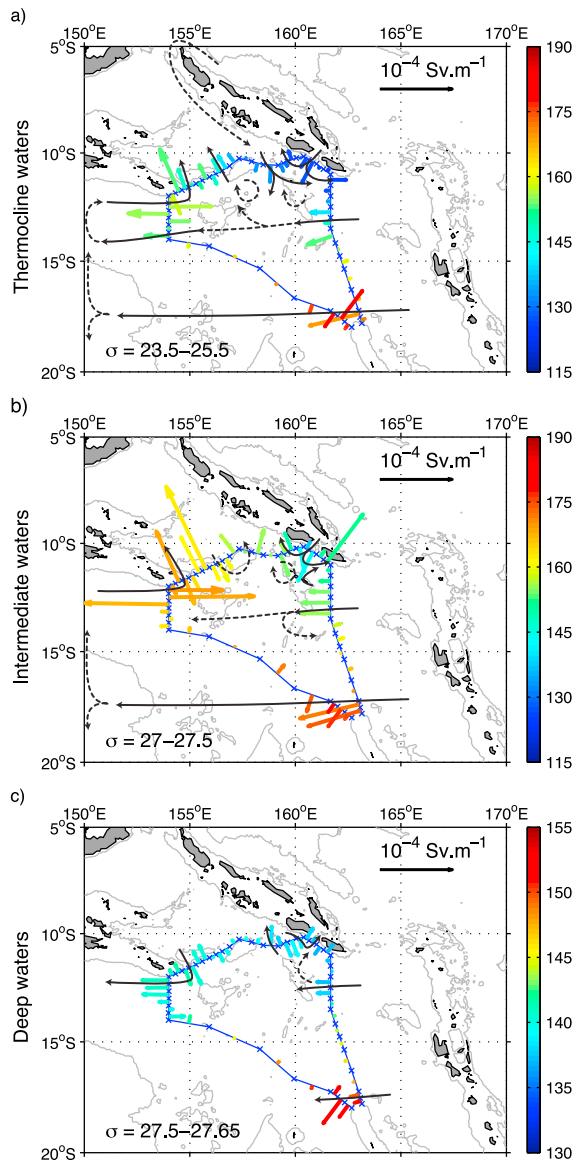 a)
150°E 155°E 160°E 165°E 170°E
5°S
10°S
15°S
20°S
Thermocline waters
10⁻⁴ Sv.m⁻¹
σ = 23.5−25.5
190
175
160
145
130
115
b)
150°E 155°E 160°E 165°E 170°E
5°S
10°S
15°S
20°S
Intermediate waters
10⁻⁴ Sv.m⁻¹
σ = 27−27.5
190
175
160
145
130
115
c)
150°E 155°E 160°E 165°E 170°E
5°S
10°S
15°S
20°S
Deep waters
10⁻⁴ Sv.m⁻¹
σ = 27.5−27.65
155
150
145
140
135
130